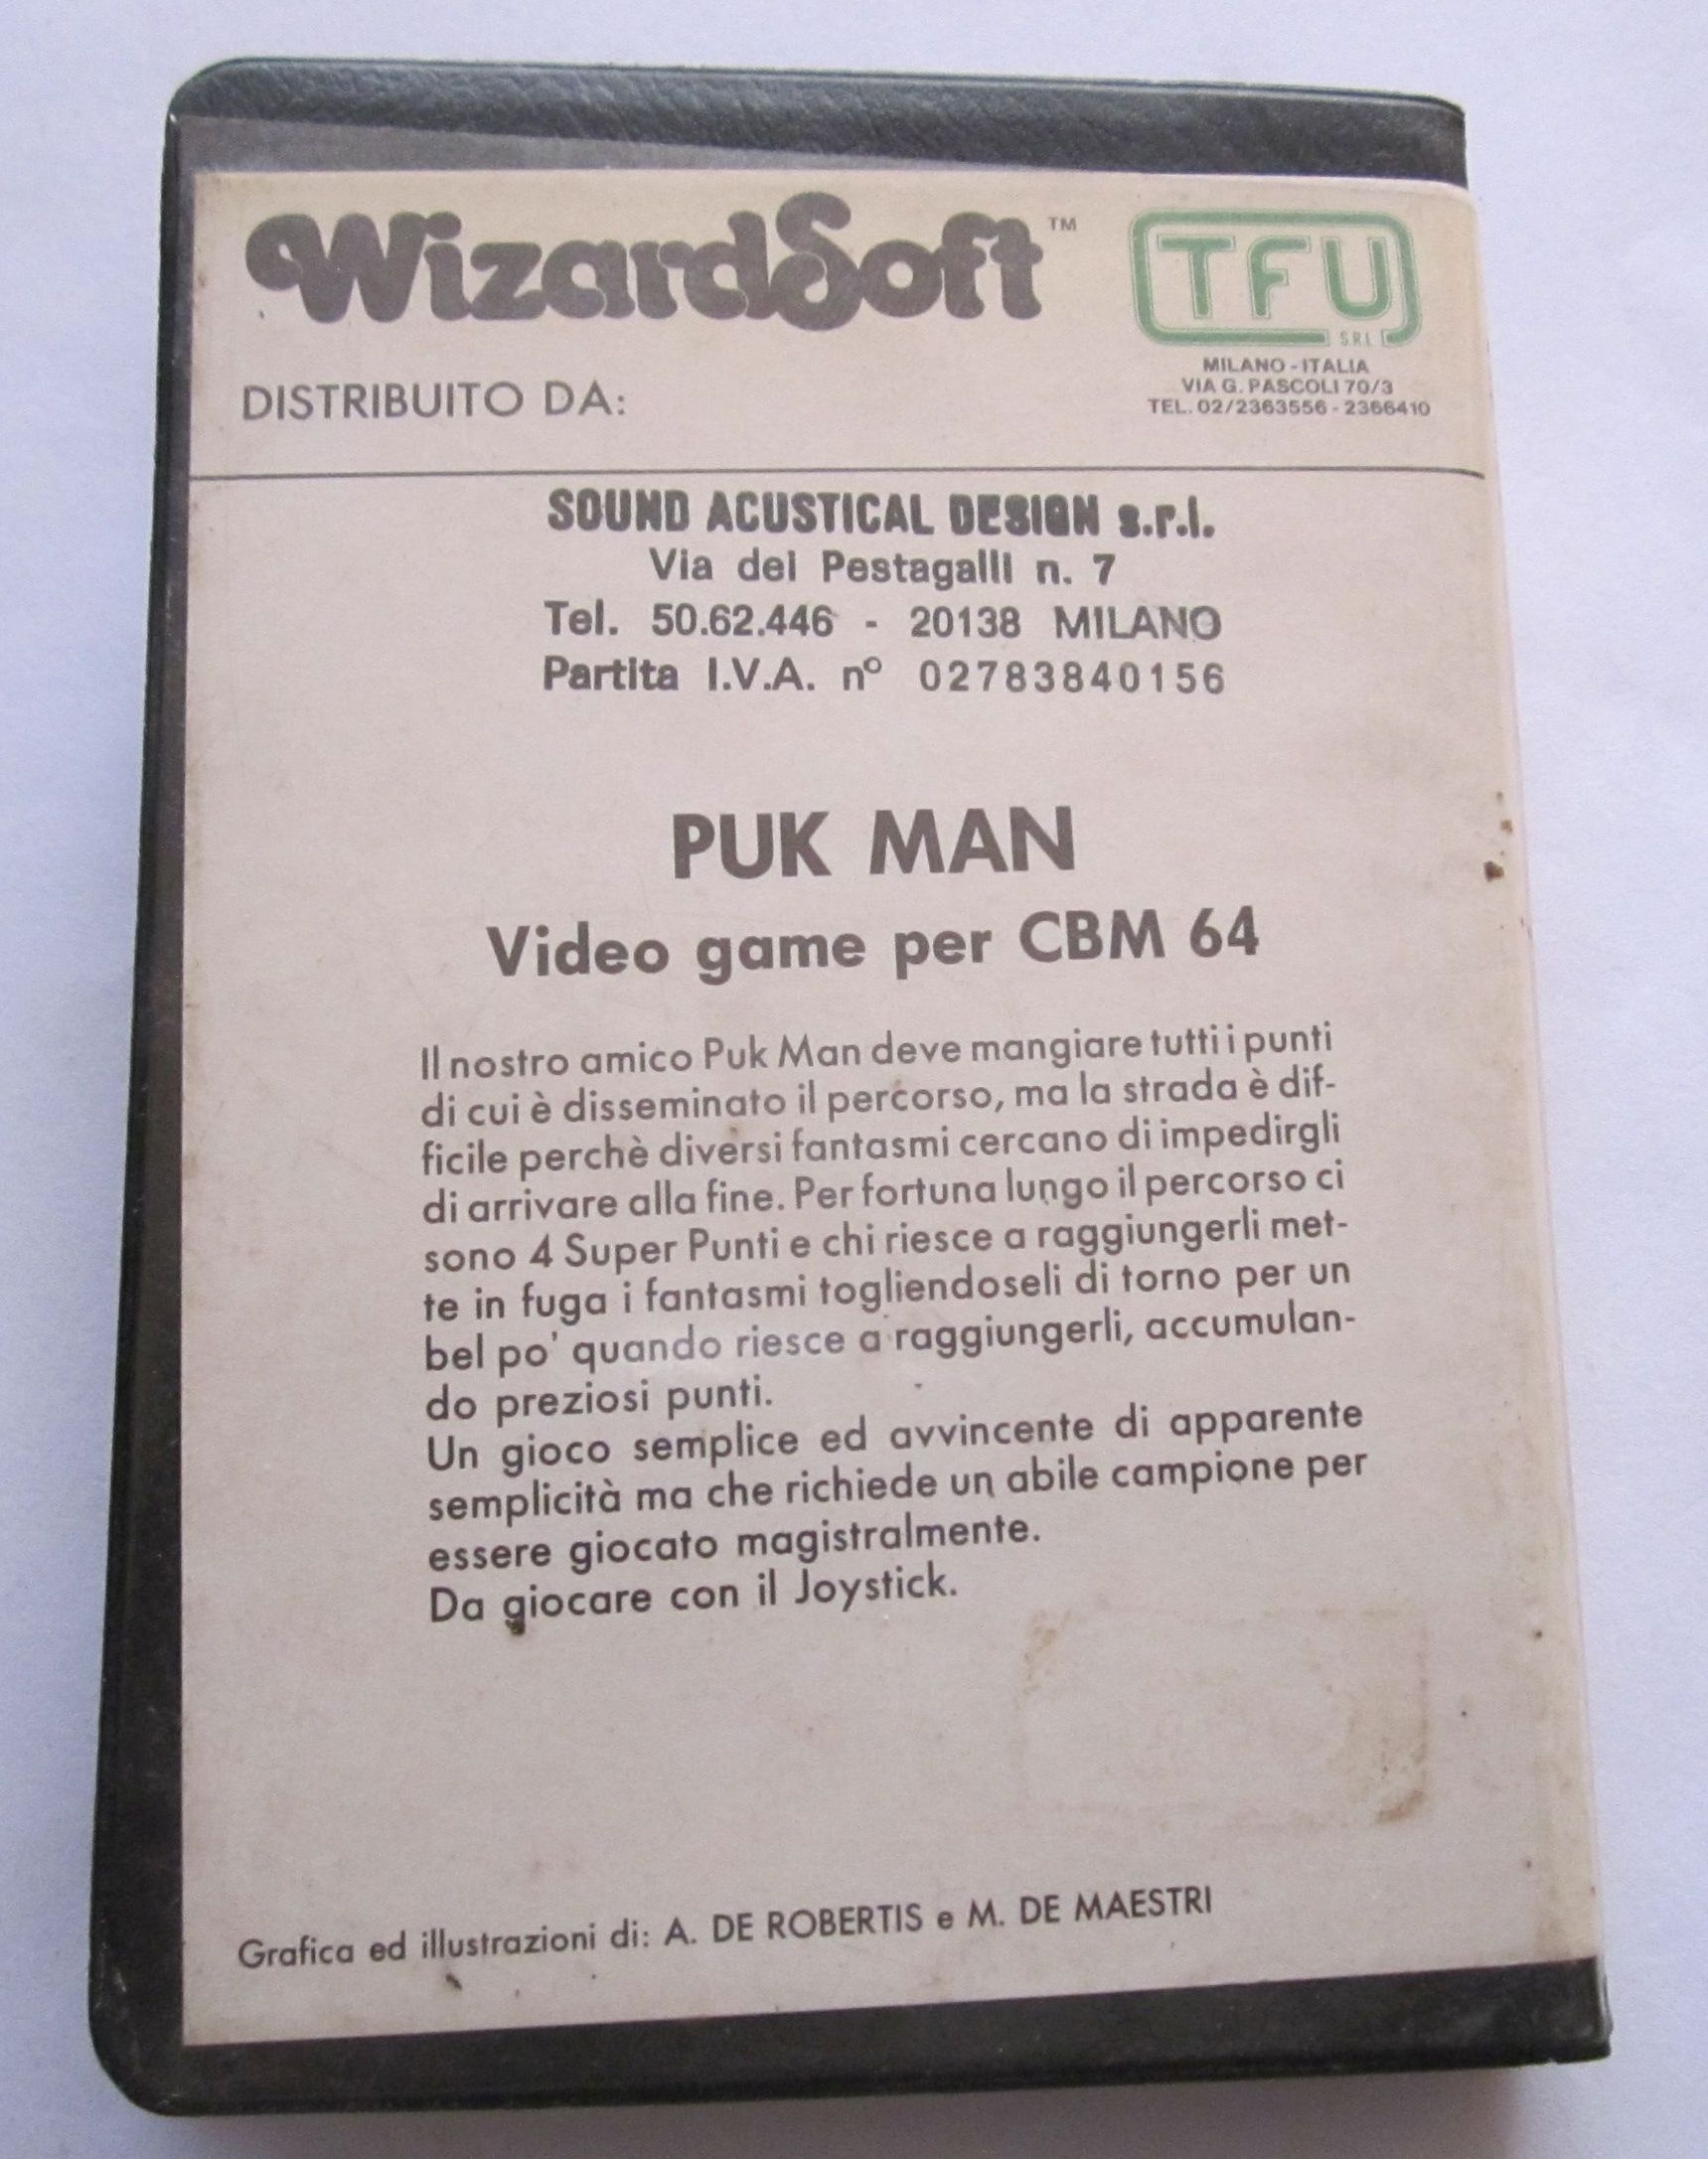 WizardSoft™
TFU
S.R.L.
MILANO - ITALIA
VIA G. PASCOLI 70/3
TEL. 02/2363556 - 2366410
DISTRIBUITO DA:
SOUND ACUSTICAL DESIGN s.r.l.
Via dei Pestagalli n. 7
Tel. 50.62.446 - 20138 MILANO
Partita I.V.A. nº 02783840156
PUK MAN
Video game per CBM 64
Il nostro amico Puk Man deve mangiare tutti i punti
di cui è disseminato il percorso, ma la strada è dif-
ficile perchè diversi fantasmi cercano di impedirgli
di arrivare alla fine. Per fortuna lungo il percorso ci
sono 4 Super Punti e chi riesce a raggiungerli met-
te in fuga i fantasmi togliendoseli di torno per un
bel po' quando riesce a raggiungerli, accumulan-
do preziosi punti.
Un gioco semplice ed avvincente di apparente
semplicità ma che richiede un abile campione per
essere giocato magistralmente.
Da giocare con il Joystick.
Grafica ed illustrazioni di: A. DE ROBERTIS e M. DE MAESTRI